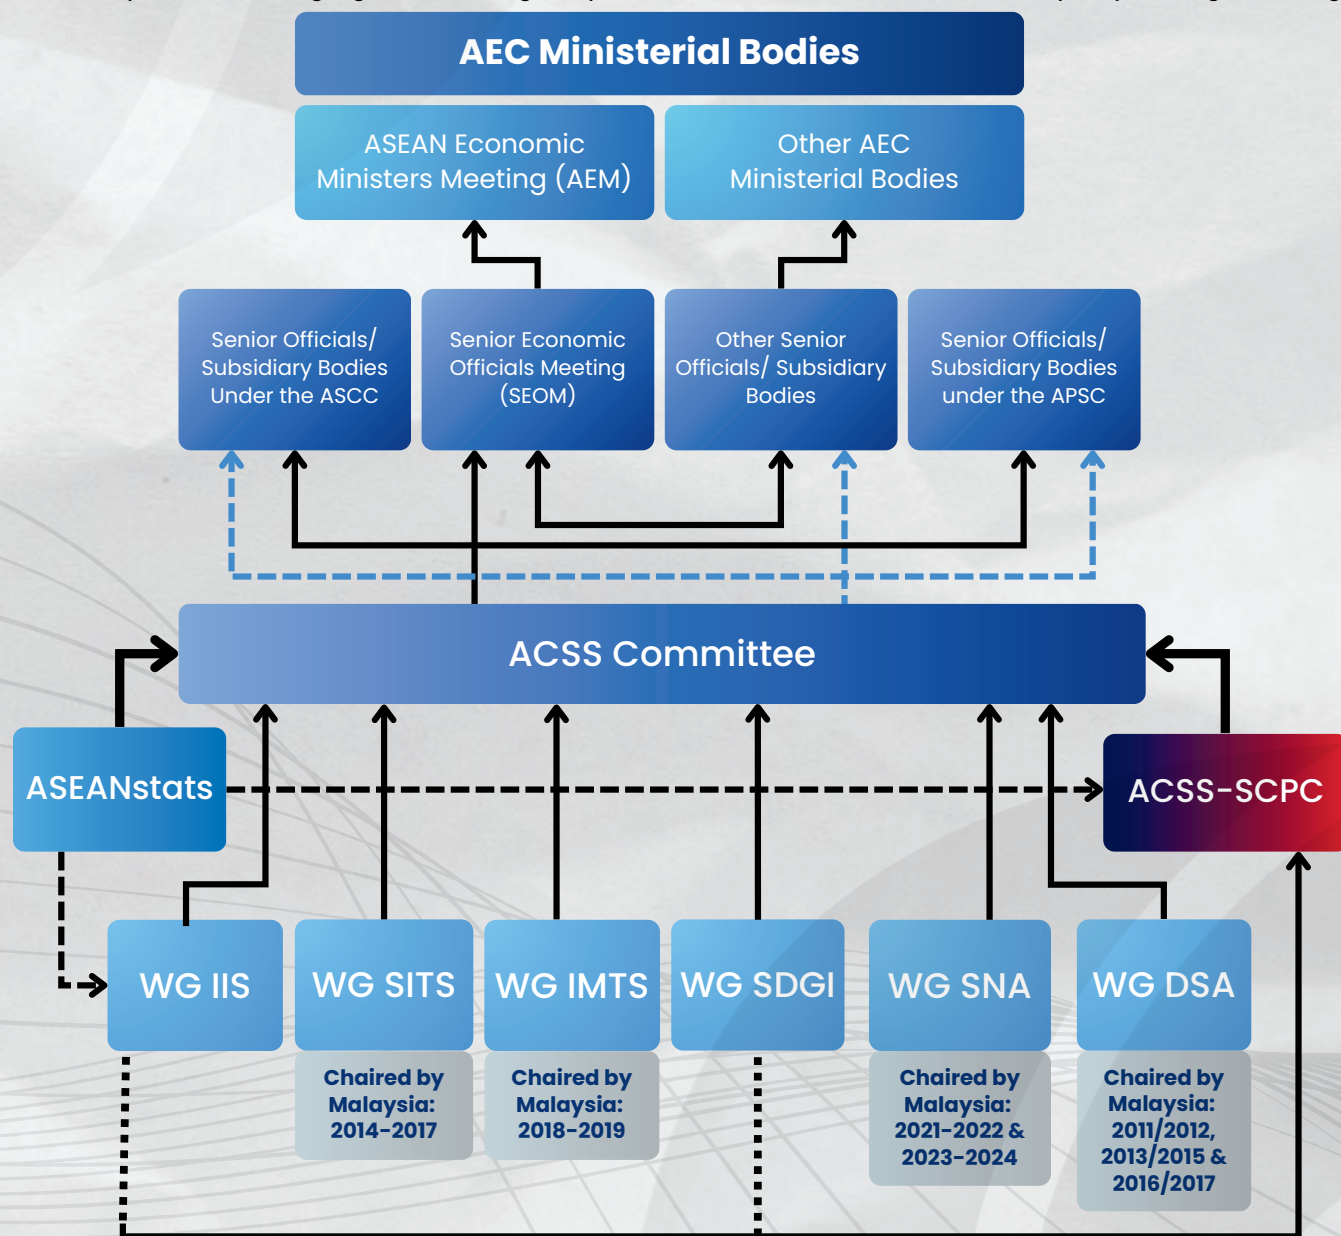 AEC Ministerial Bodies
ASEAN Economic
Ministers Meeting (AEM)
Other AEC
Ministerial Bodies
Senior Officials/
Subsidiary Bodies
Under the ASCC
Senior Economic
Officials Meeting
(SEOM)
Other Senior
Officials/ Subsidiary
Bodies
Senior Officials/
Subsidiary Bodies
under the APSC
ACSS Committee
ASEANstats
ACSS-SCPC
WG IIS
WG SITS
WG IMTS
WG SDGI
WG SNA
WG DSA
Chaired by
Malaysia:
2014-2017
Chaired by
Malaysia:
2018-2019
Chaired by
Malaysia:
2021-2022 &
2023-2024
Chaired by
Malaysia:
2011/2012,
2013/2015 &
2016/2017